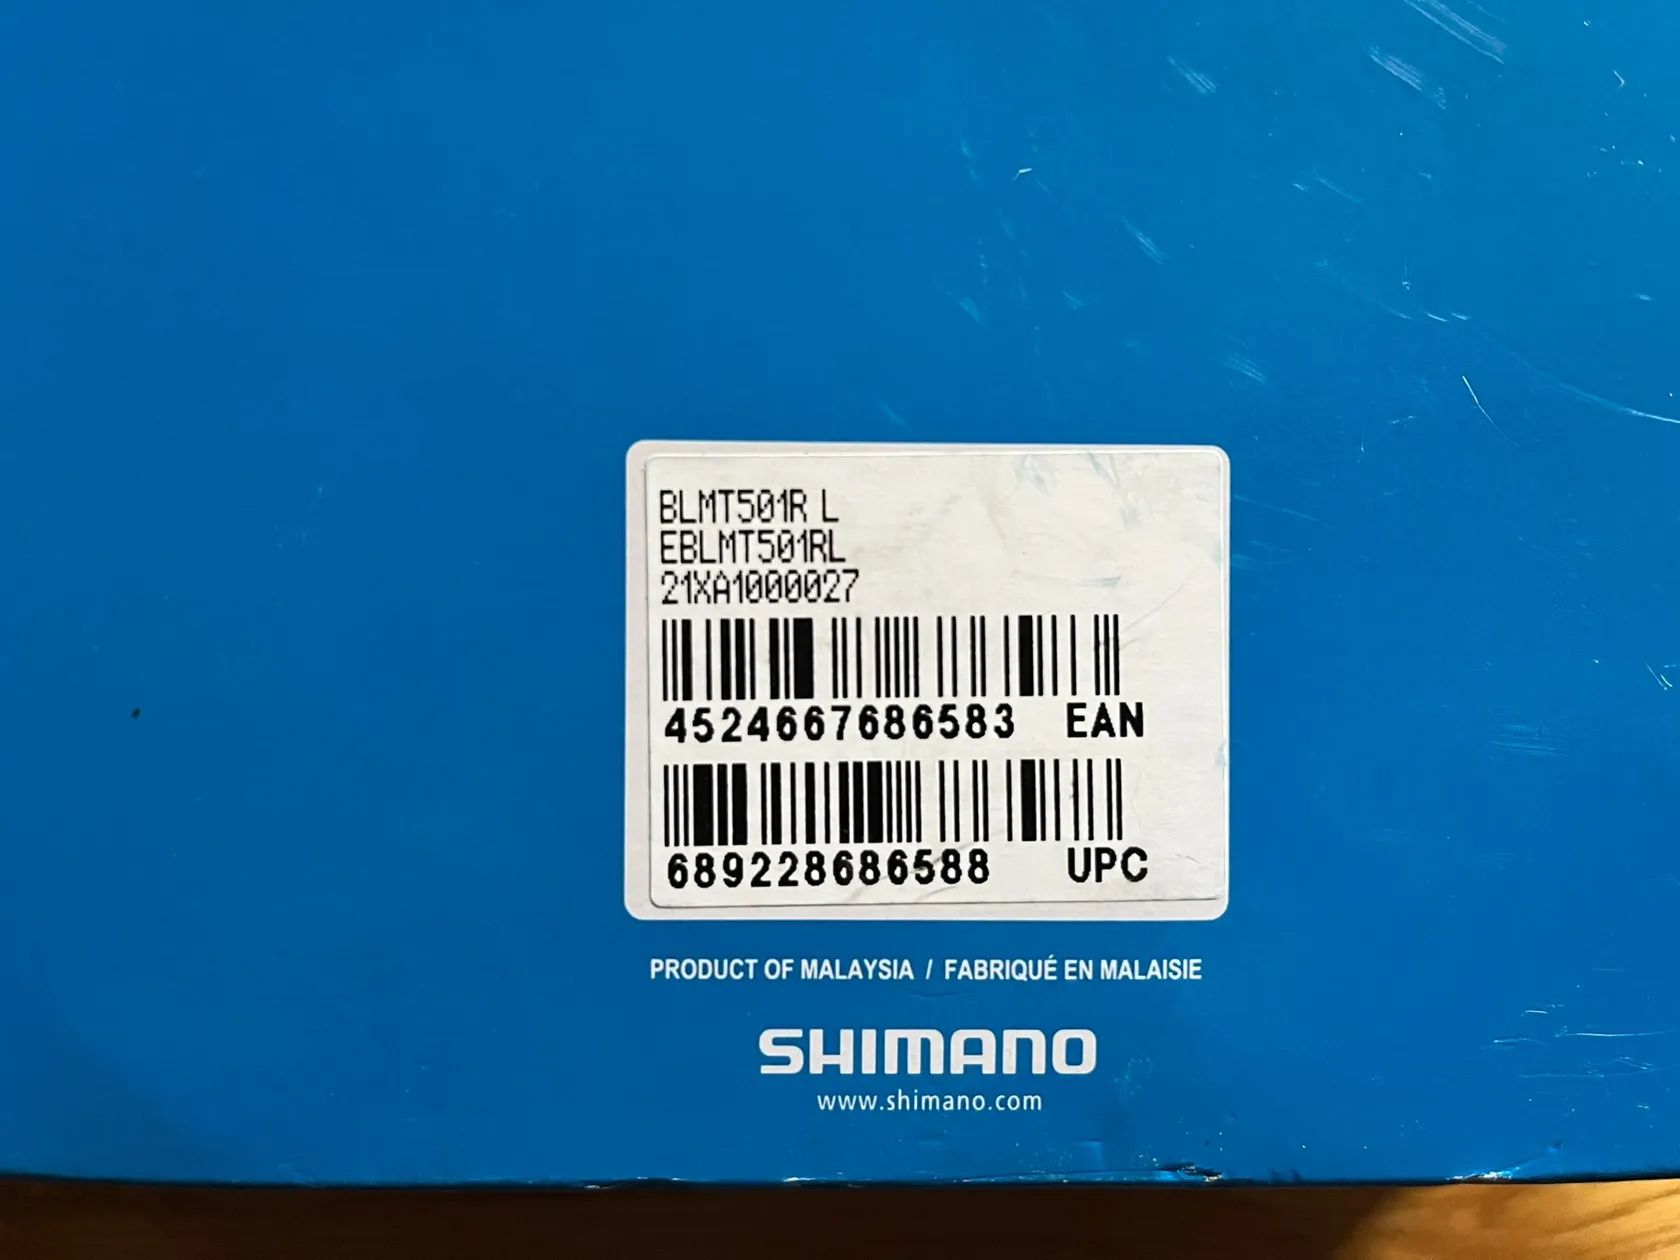 BLMT501R L
EBLMT501RL
21XA1000027
4524667686583 EAN
689228686588 UPC
PRODUCT OF MALAYSIA / FABRIQUÉ EN MALAISIE
SHIMANO
www.shimano.com